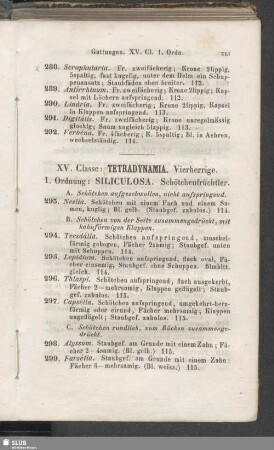 Gattungen. XV. Cl. 1. Ordn. XLI
288. Scrophularia. Fr. zweifächerig; Krone 2lippig,
5spaltig, fast kugelig, unter dem Helm ein Schup-
penansatz; Staubfäden oben breiter. 112.
289. Antirrhinum. Fr. zweifächerig; Krone 2lippig; Kap-
sel mit Löchern aufspringend. 112.
290. Linaria. Fr. zweifächerig; Krone 2lippig, Kapsel
in Klappen aufspringend. 112.
291. Digitalis. Fr. zweifächerig; Krone unregelmässig
glockig; Saum ungleich 5lappig. 113.
292. Verbena. Fr. 4fächerig; K. 5spaltig; Bl. in Aehren,
wechselständig. 114.
XV. Classe: TETRADYNAMIA. Vierherrige.
1. Ordnung: SILICULOSA. Schötchenfrüchtler.
A. Schötchen aufgeschwollen, nicht aufspringend.
293. Neslia. Schötchen mit einem Fach und einem Sa-
men, kuglig; Bl. gelb. (Staubgef. zahnlos.) 114.
B. Schötchen von der Seite zusammengedrückt, mit
kahnförmigen Klappen.
294. Teesdalia. Schötchen aufspringend, ausschei-
förmig gebogen, Fächer 2samig; Staubgef. unten
mit Schuppen. 114.
295. Lepidium. Schötchen aufspringend, flach oval, Fä-
cher einsamig, Staubgef. ohne Schuppen. Blmblt.
gleich. 114.
296. Thlaspi. Schötchen aufspringend, flach ausgekerbt,
Fächer 2–mehrsamig, Klappen geflügelt; Staub-
gef. zahnlos. 115.
297. Capsella. Schötchen aufspringend, umgekehrt-herz-
förmig oder eirund, Fächer mehrsamig; Klappen
ungeflügelt; Staubgef. zahnlos. 115.
C. Schötchen rundlich, vom Rücken zusammenge-
drückt.
298. Alyssum. Staubgef. am Grunde mit einem Zahn; Fä-
cher 2–4samig. (Bl. gelb.) 115.
299. Farsetia. Staubgef. am Grunde mit einem Zahn
Fächer 6–mehrsamig. (Bl. weiss.) 115.
SLUB